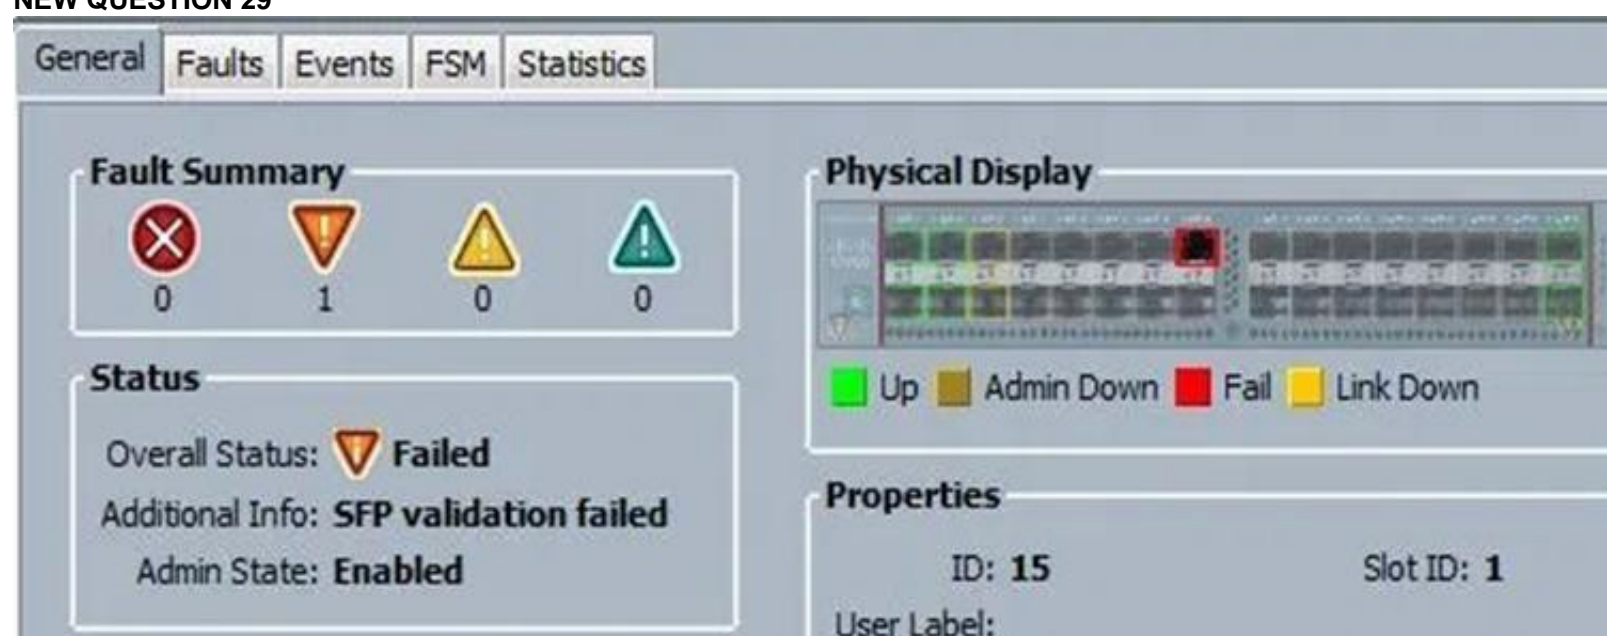 NEW QUESTION 29
General Faults Events FSM Statistics
Fault Summary
0 1 0 0
Status
Overall Status: Failed
Additional Info: SFP validation failed
Admin State: Enabled
Physical Display
Up Admin Down Fail Link Down
Properties
ID: 15 Slot ID: 1
User Label: